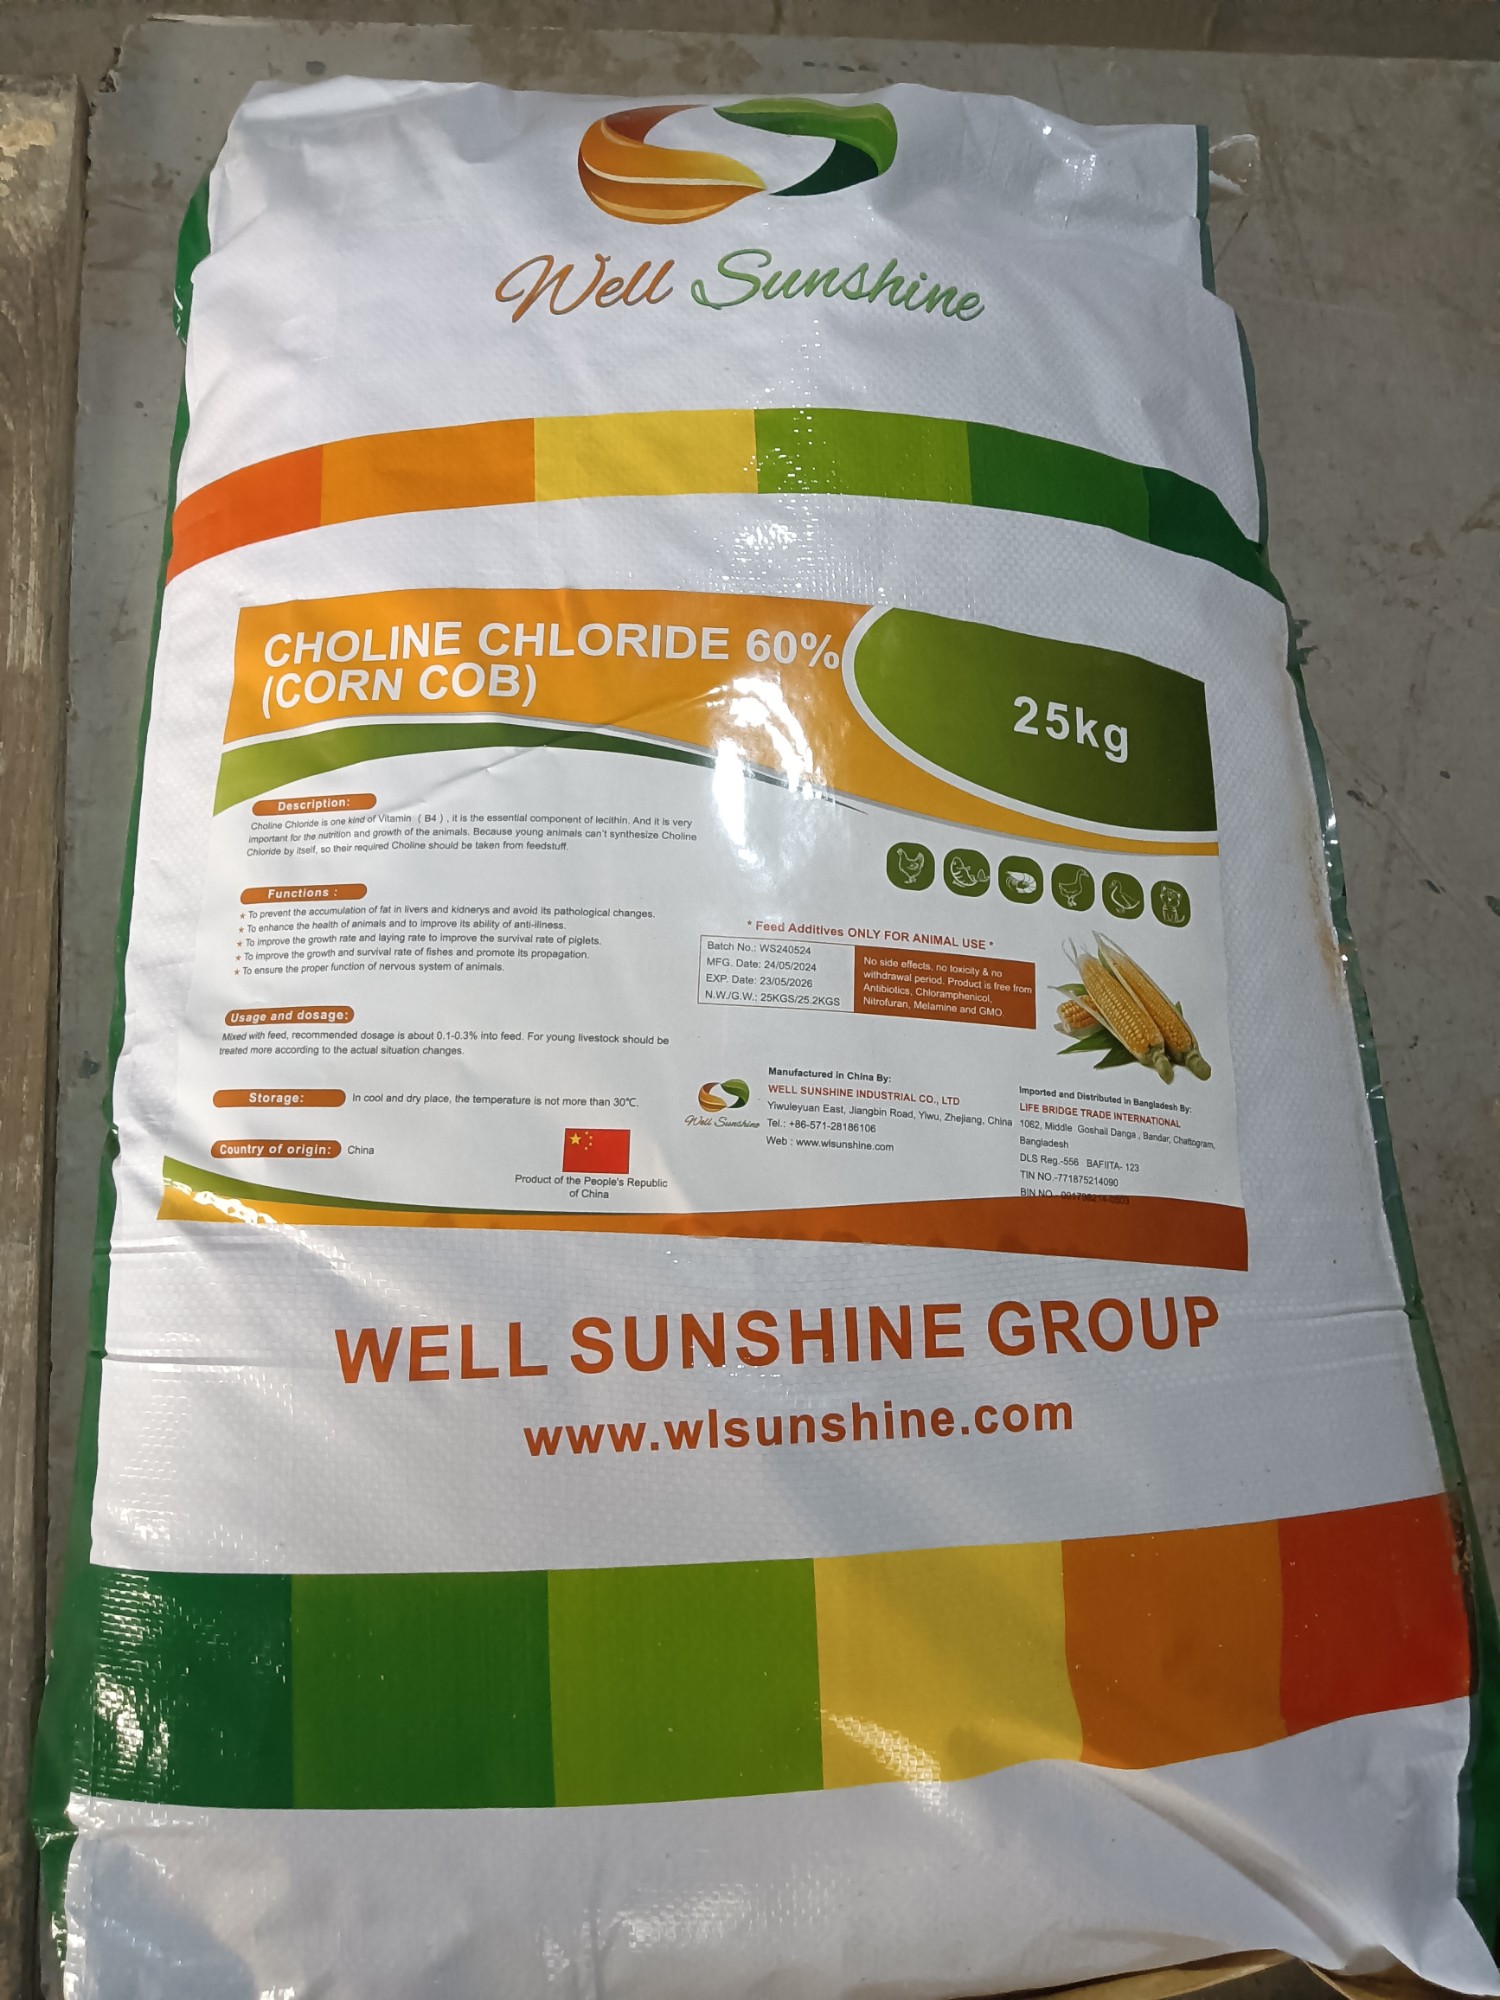 Well Sunshine
CHOLINE CHLORIDE 60%
(CORN COB)
25kg
Description:
Choline Chloride is one kind of Vitamin ( B4 ) , it is the essential component of lecithin. And it is very
important for the nutrition and growth of the animals. Because young animals can't synthesize Choline
Chloride by itself, so their required Choline should be taken from feedstuff.
Functions :
★ To prevent the accumulation of fat in livers and kidnerys and avoid its pathological changes.
★ To enhance the health of animals and to improve its ability of anti-illness.
★ To improve the growth rate and laying rate to improve the survival rate of piglets.
★ To improve the growth and survival rate of fishes and promote its propagation.
★ To ensure the proper function of nervous system of animals.
Usage and dosage:
Mixed with feed, recommended dosage is about 0.1-0.3% into feed. For young livestock should be
treated more according to the actual situation changes.
Storage:
In cool and dry place, the temperature is not more than 30℃.
Country of origin:
China
Product of the People's Republic
of China
* Feed Additives ONLY FOR ANIMAL USE *
Batch No.: WS240524
MFG. Date: 24/05/2024
EXP. Date: 23/05/2026
N.W./G.W.: 25KGS/25.2KGS
No side effects, no toxicity & no
withdrawal period. Product is free from
Antibiotics, Chloramphenicol,
Nitrofuran, Melamine and GMO.
Well Sunshine
Manufactured in China By:
WELL SUNSHINE INDUSTRIAL CO., LTD
Yiwuleyuan East, Jiangbin Road, Yiwu, Zhejiang, China
Tel.: +86-571-28186106
Web : www.wlsunshine.com
Imported and Distributed in Bangladesh By:
LIFE BRIDGE TRADE INTERNATIONAL
1062, Middle Goshail Danga , Bandar, Chattogram,
Bangladesh
DLS Reg.-556 BAFIITA- 123
TIN NO.-771875214090
BIN NO.-
WELL SUNSHINE GROUP
www.wlsunshine.com